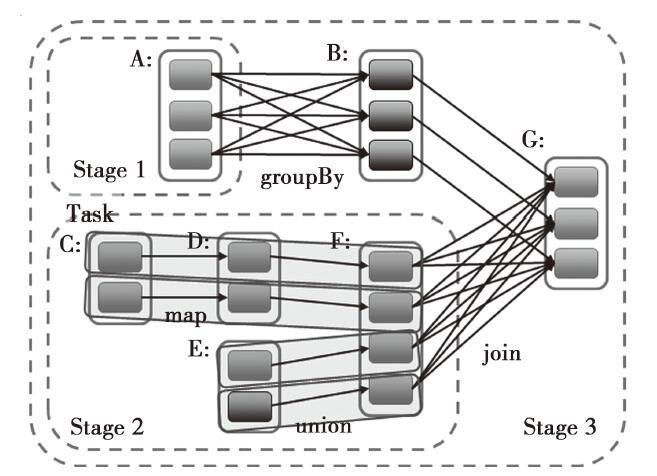 A:
B:
Stage 1
groupBy
G:
Task
C:
D:
F:
map
E:
join
Stage 2
union
Stage 3